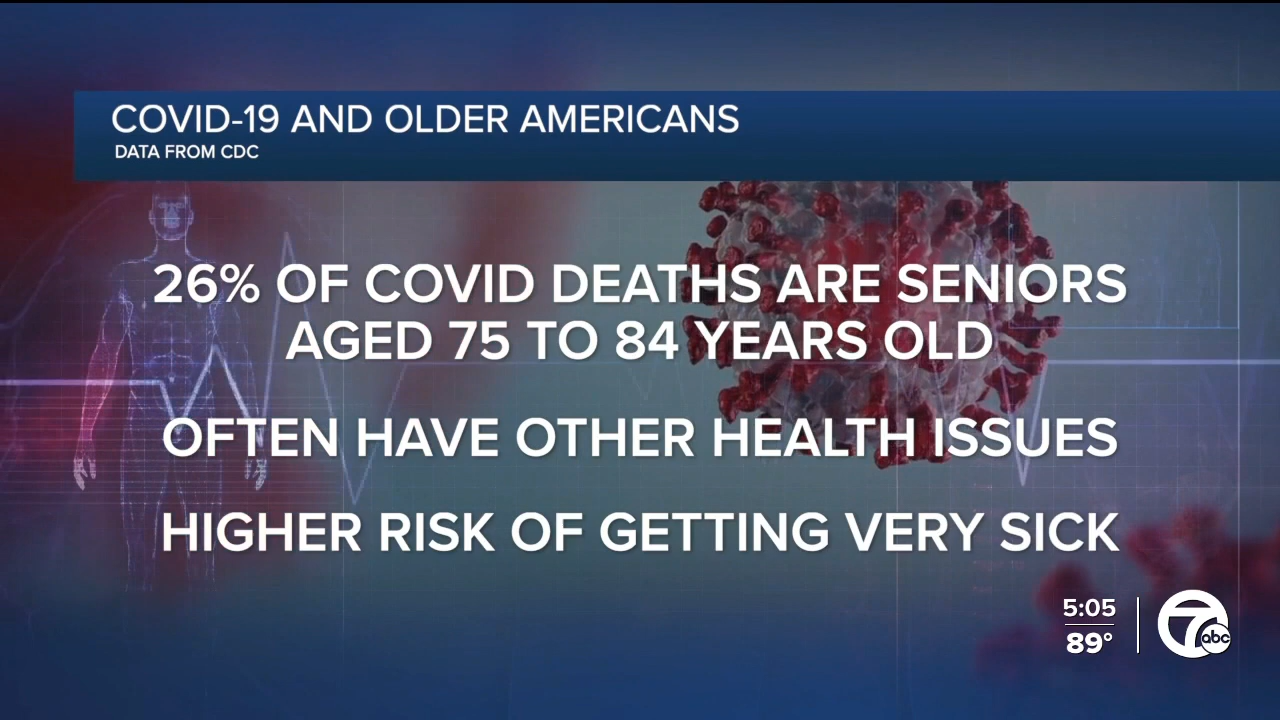 COVID-19 AND OLDER AMERICANS
DATA FROM CDC
26% OF COVID DEATHS ARE SENIORS
AGED 75 TO 84 YEARS OLD
OFTEN HAVE OTHER HEALTH ISSUES
HIGHER RISK OF GETTING VERY SICK
5:05
89°
7 abc